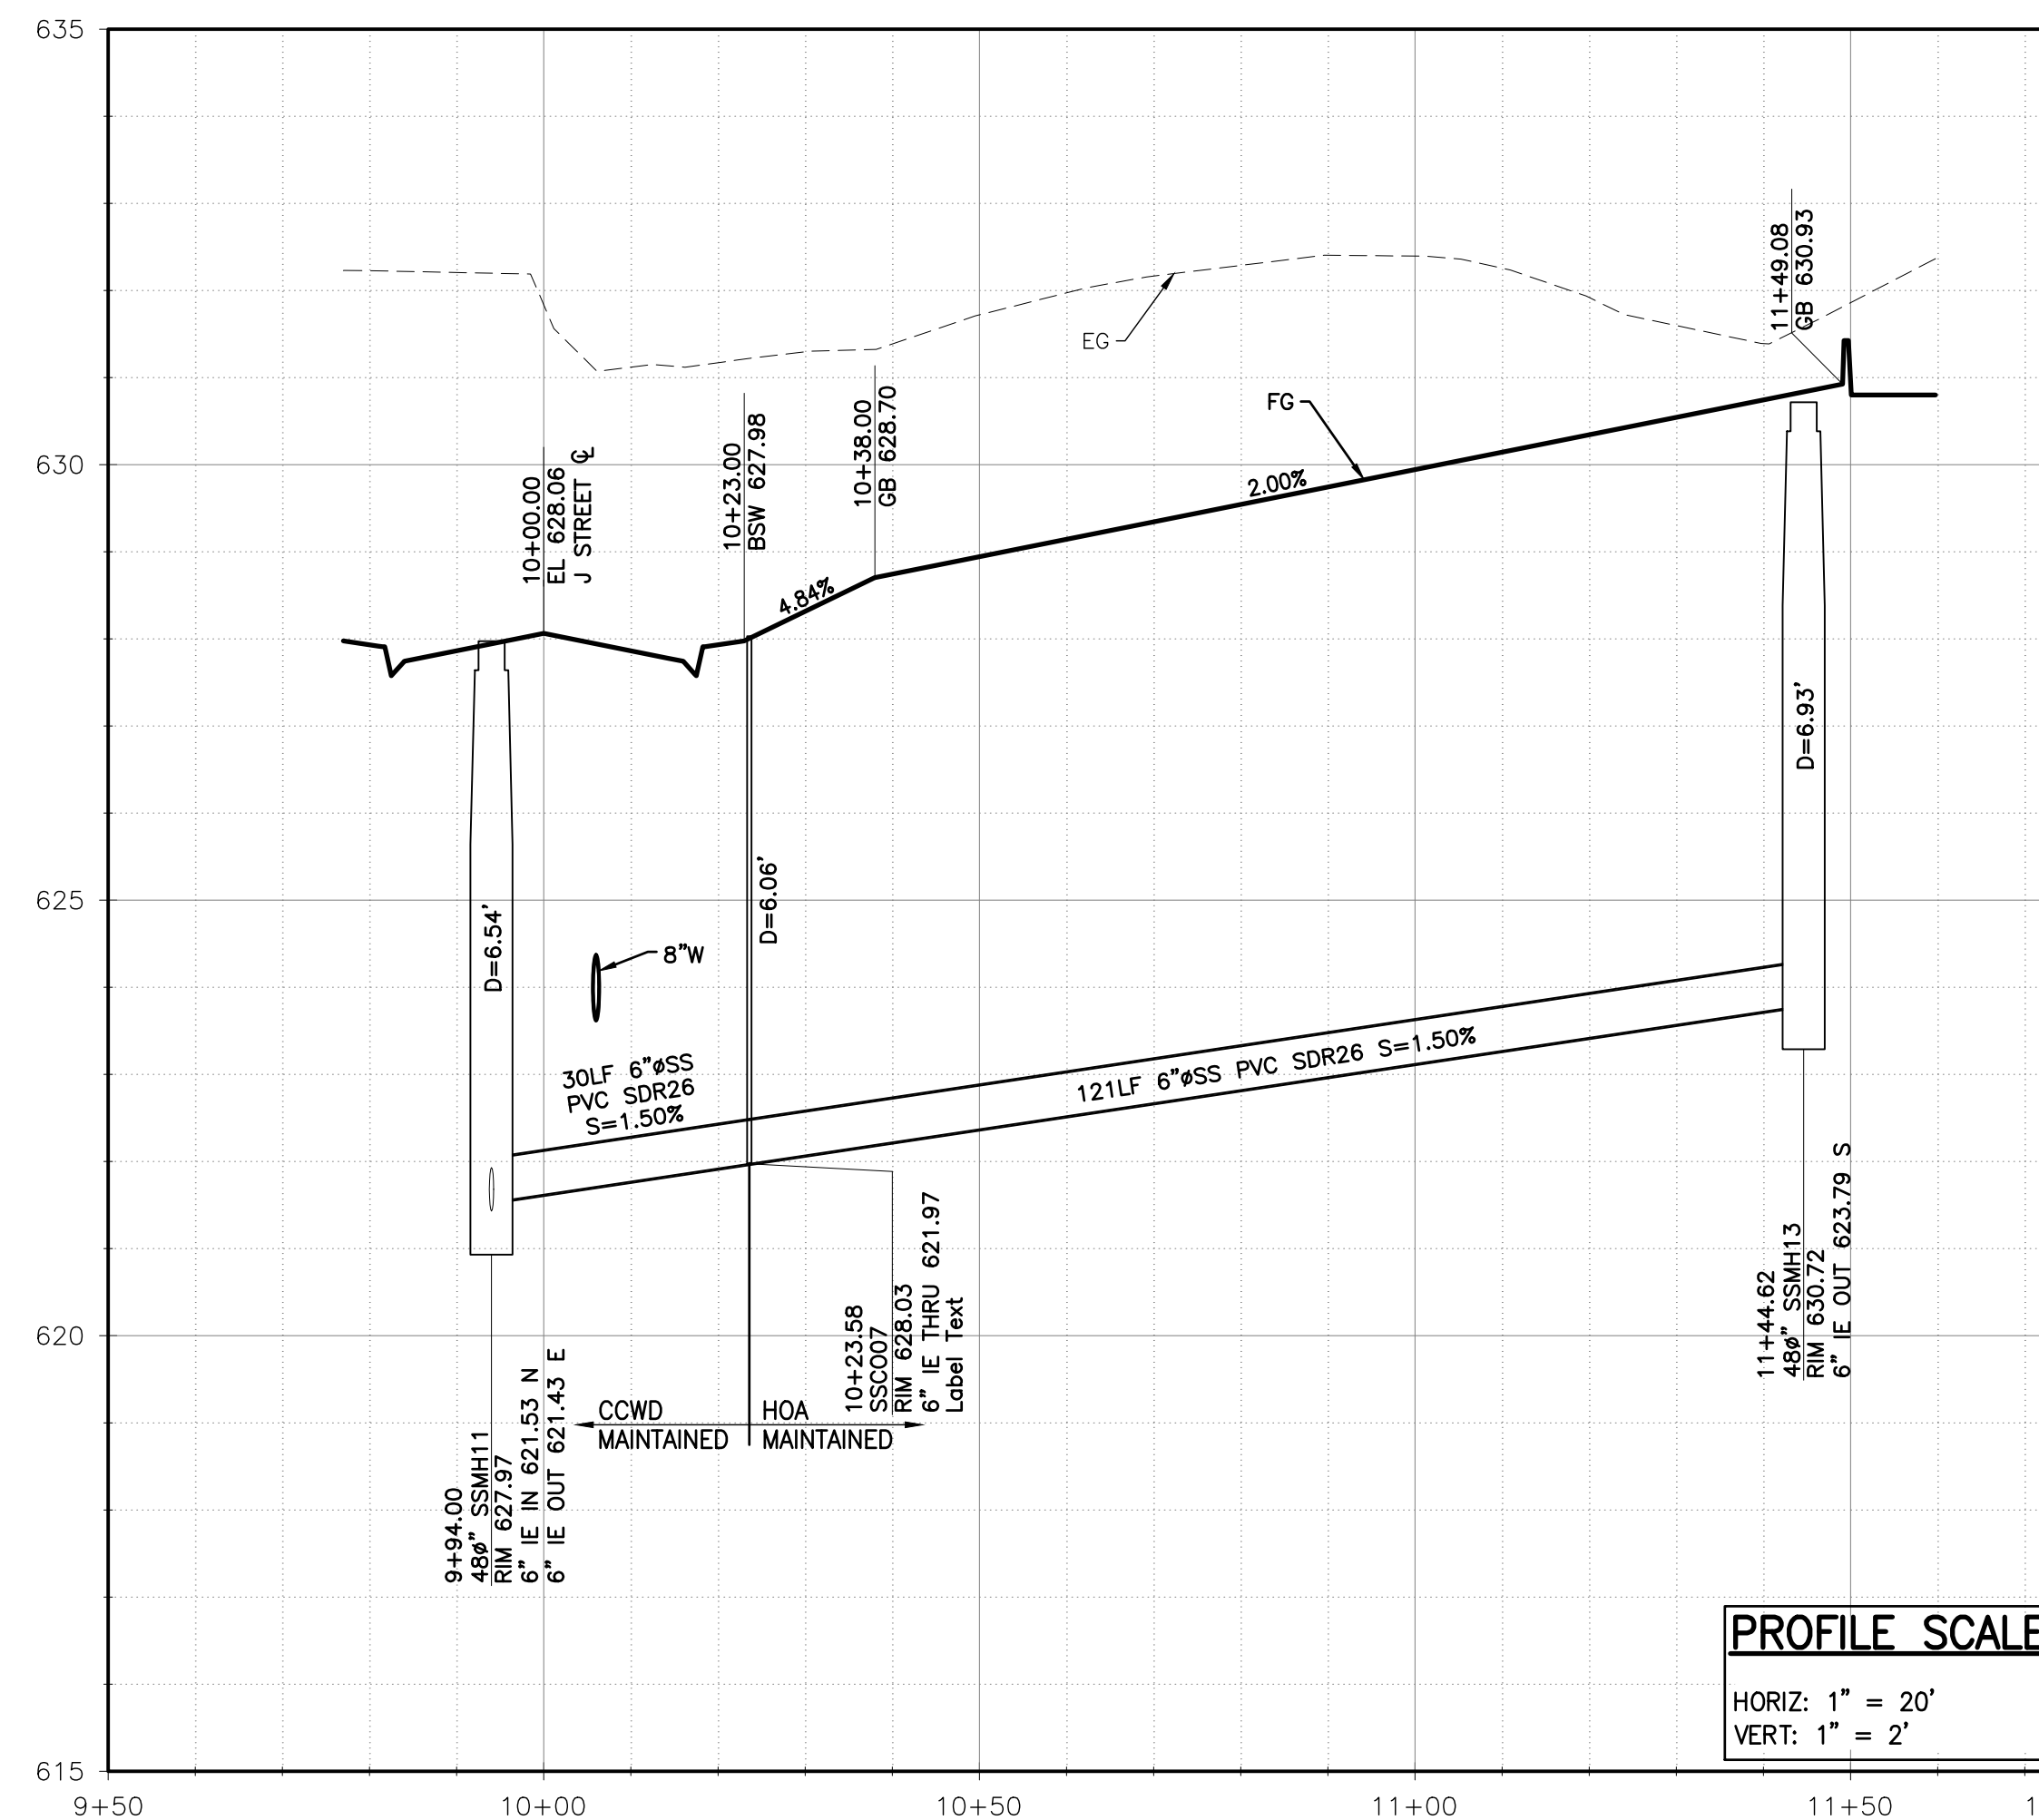 635
630
625
620
615
9+50
10+00
10+50
11+00
11+50
10+00.00
EL 628.06
J STREET ℄
10+23.00
BSW 627.98
10+38.00
GB 628.70
11+49.08
GB 630.93
EG
FG
4.84%
2.00%
D=6.54'
D=6.06'
D=6.93'
8"W
30LF 6"øSS
PVC SDR26
S=1.50%
121LF 6"øSS PVC SDR26 S=1.50%
9+94.00
48ø" SSMH11
RIM 627.97
6" IE IN 621.53 N
6" IE OUT 621.43 E
CCWD
MAINTAINED
HOA
MAINTAINED
10+23.58
SSCO07
RIM 628.03
6" IE THRU 621.97
Label Text
11+44.62
48ø" SSMH13
RIM 630.72
6" IE OUT 623.79 S
PROFILE SCALE
HORIZ: 1" = 20'
VERT: 1" = 2'